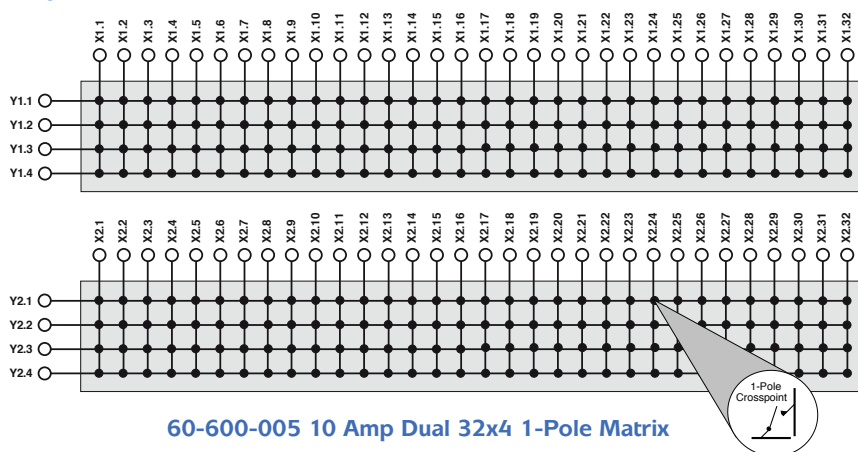 X1.1 X1.2 X1.3 X1.4 X1.5 X1.6 X1.7 X1.8 X1.9 X1.10 X1.11 X1.12 X1.13 X1.14 X1.15 X1.16 X1.17 X1.18 X1.19 X1.20 X1.21 X1.22 X1.23 X1.24 X1.25 X1.26 X1.27 X1.28 X1.29 X1.30 X1.31 X1.32
Y1.1
Y1.2
Y1.3
Y1.4
X2.1 X2.2 X2.3 X2.4 X2.5 X2.6 X2.7 X2.8 X2.9 X2.10 X2.11 X2.12 X2.13 X2.14 X2.15 X2.16 X2.17 X2.18 X2.19 X2.20 X2.21 X2.22 X2.23 X2.24 X2.25 X2.26 X2.27 X2.28 X2.29 X2.30 X2.31 X2.32
Y2.1
Y2.2
Y2.3
Y2.4
1-Pole
Crosspoint
60-600-005 10 Amp Dual 32x4 1-Pole Matrix